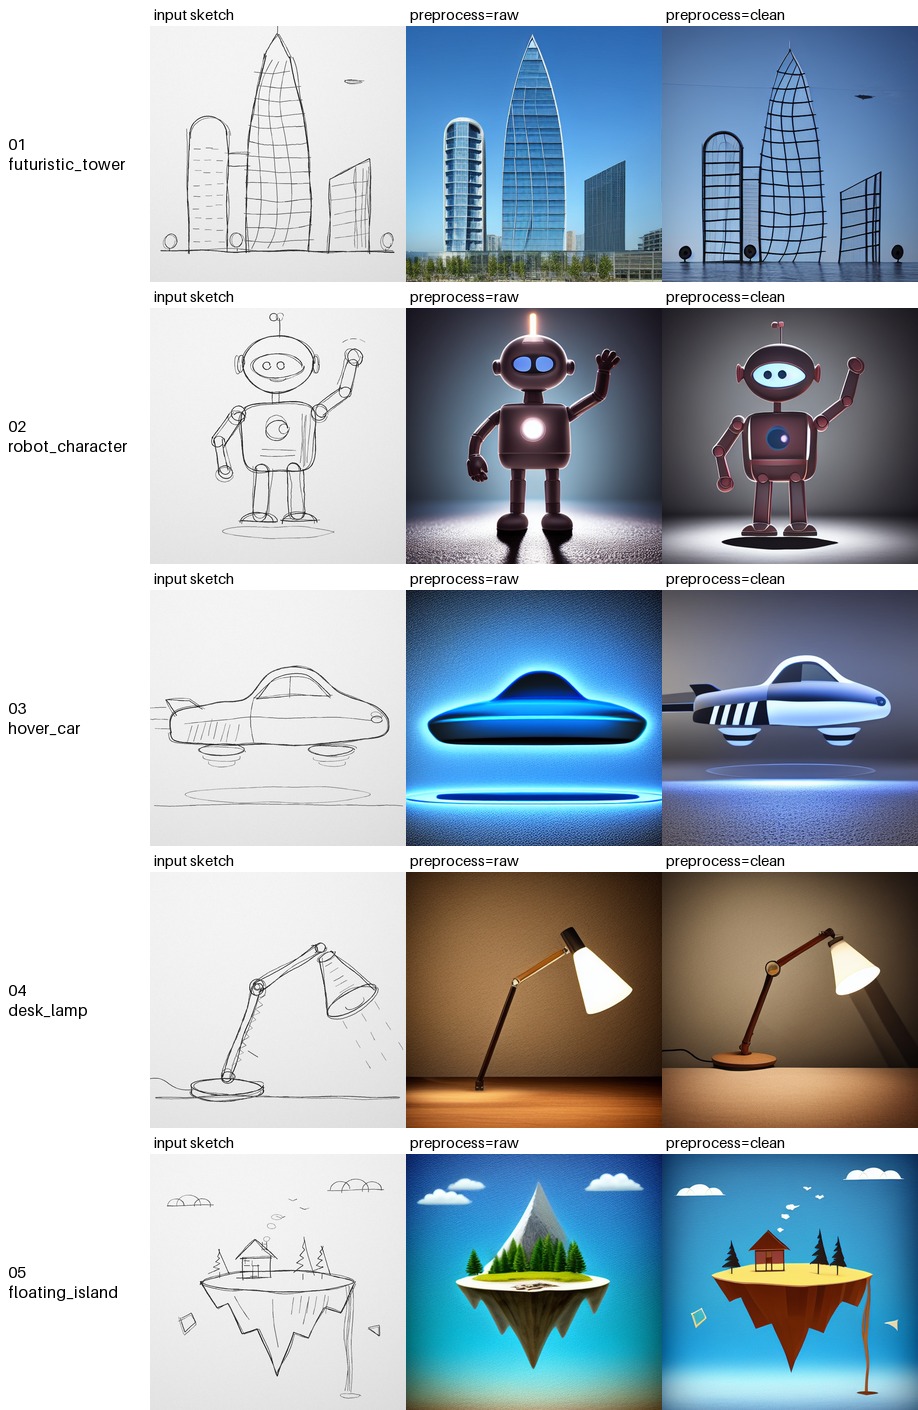 input sketch
preprocess=raw
preprocess=clean
01
futuristic_tower
input sketch
preprocess=raw
preprocess=clean
02
robot_character
input sketch
preprocess=raw
preprocess=clean
03
hover_car
input sketch
preprocess=raw
preprocess=clean
04
desk_lamp
input sketch
preprocess=raw
preprocess=clean
05
floating_island